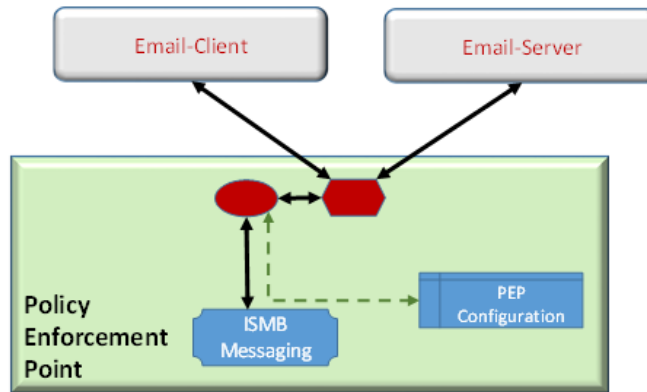 Email-Client
Email-Server
Policy
Enforcement
Point
ISMB
Messaging
PEP
Configuration